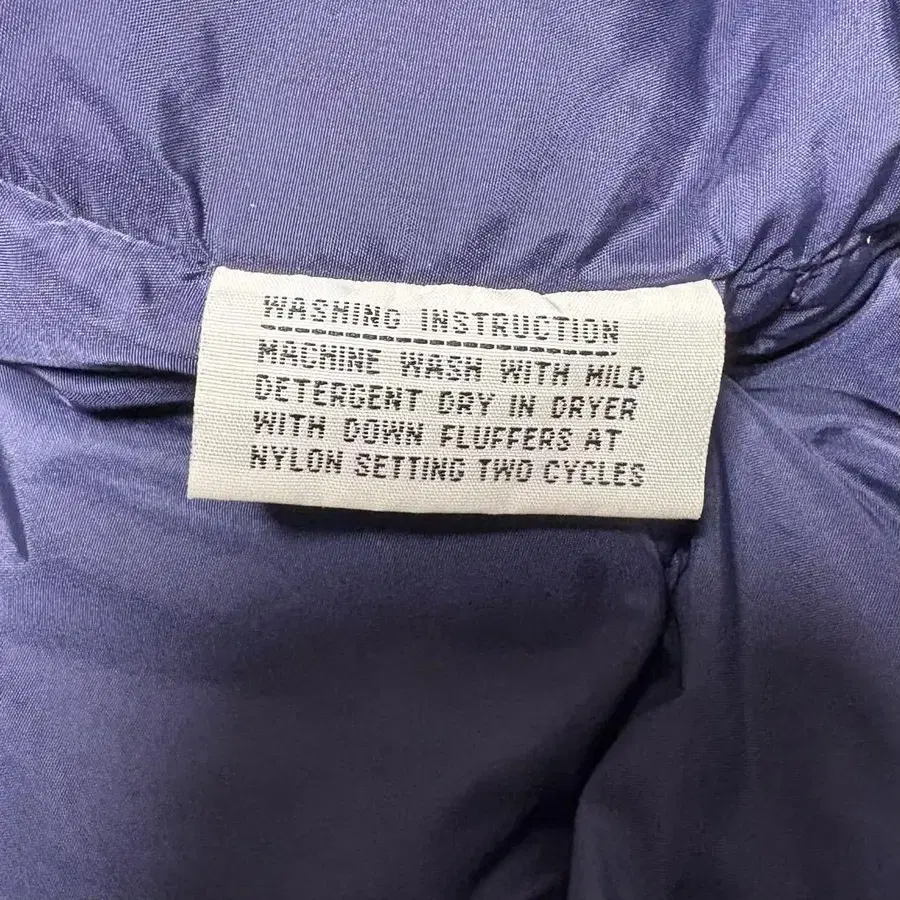 WASHING INSTRUCTION
MACHINE WASH WITH MILD
DETERGENT DRY IN DRYER
WITH DOWN FLUFFERS AT
NYLON SETTING TWO CYCLES